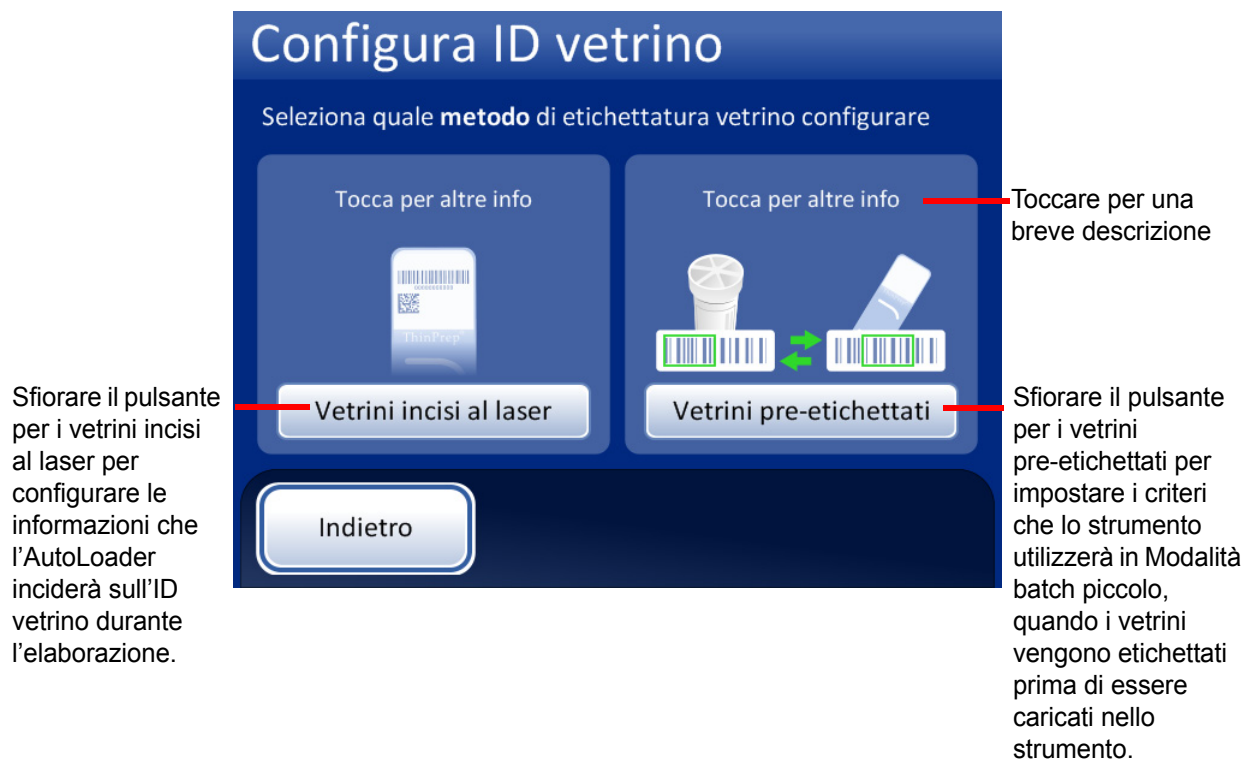 Configura ID vetrino
Seleziona quale metodo di etichettatura vetrino configurare
Tocca per altre info
ThinPrep
Vetrini incisi al laser
Tocca per altre info
Vetrini pre-etichettati
Indietro
Toccare per una
breve descrizione
Sfiorare il pulsante
per i vetrini incisi
al laser per
configurare le
informazioni che
l'AutoLoader
inciderà sull'ID
vetrino durante
l'elaborazione.
Sfiorare il pulsante
per i vetrini
pre-etichettati per
impostare i criteri
che lo strumento
utilizzerà in Modalità
batch piccolo,
quando i vetrini
vengono etichettati
prima di essere
caricati nello
strumento.